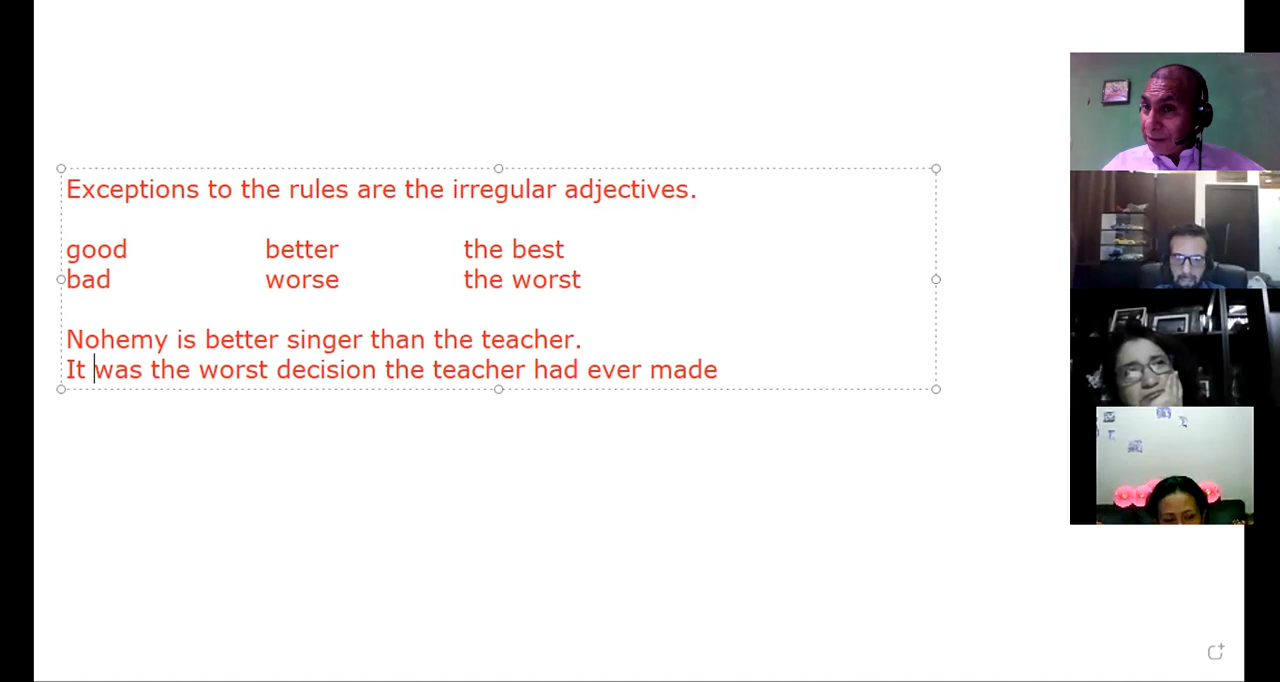 Exceptions to the rules are the irregular adjectives.
good better the best
bad worse the worst
Nohemy is better singer than the teacher.
It was the worst decision the teacher had ever made